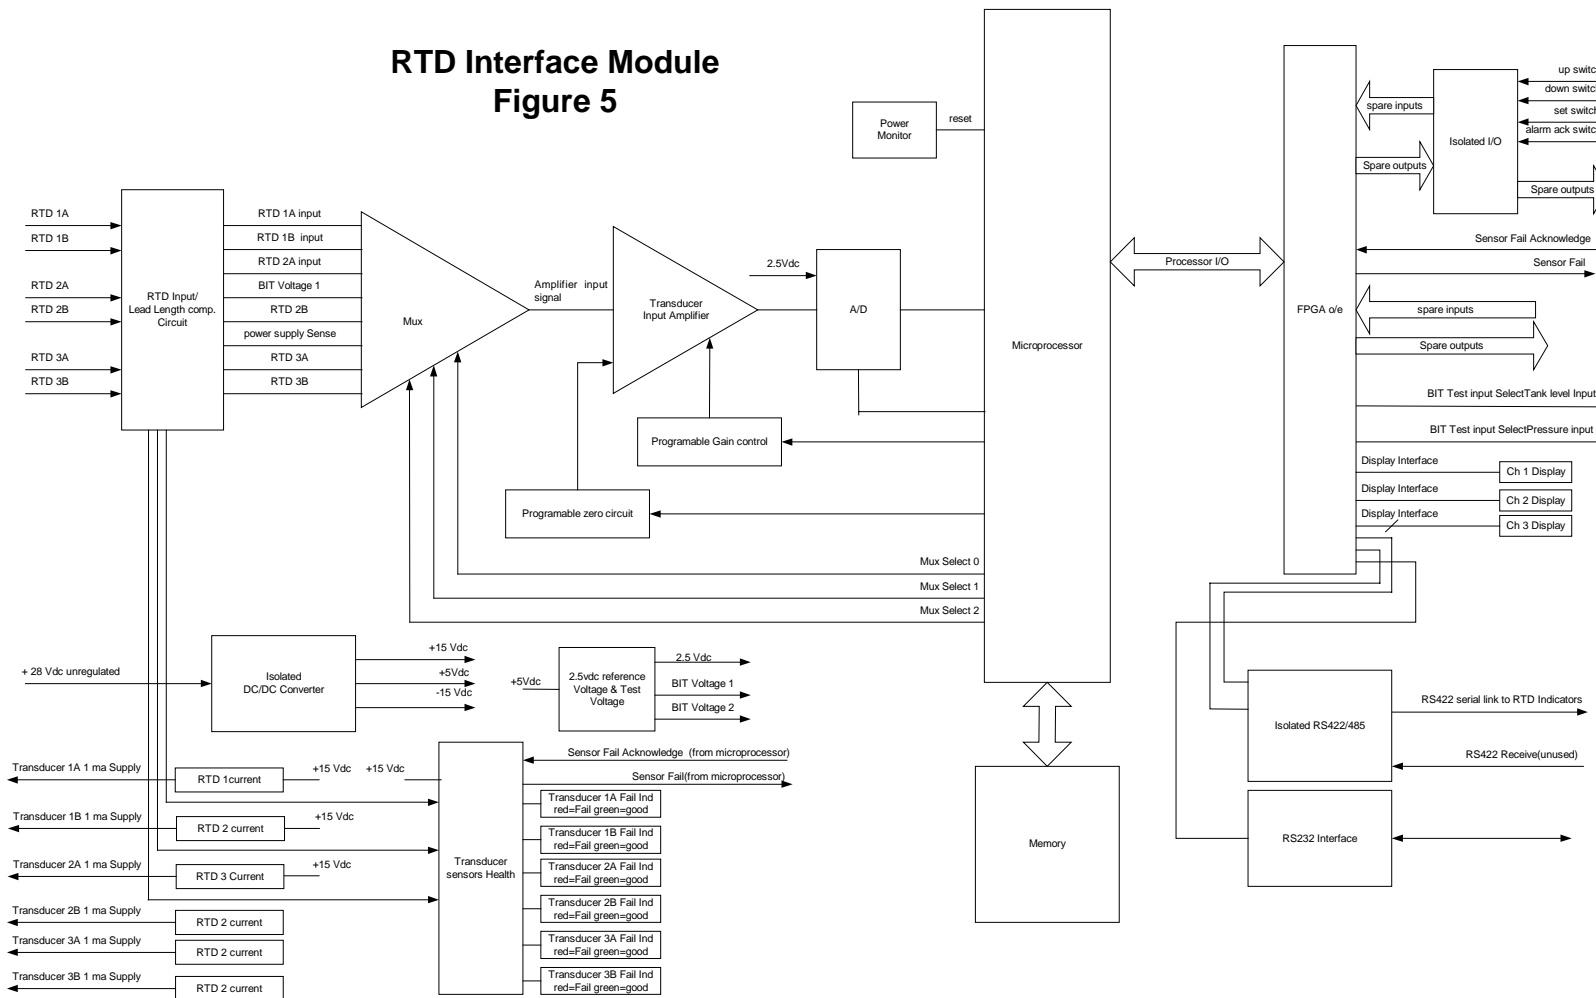 RTD Interface Module
Figure 5
RTD 1A
RTD 1B
RTD 2A
RTD 2B
RTD 3A
RTD 3B
RTD Input/
Lead Length comp.
Circuit
RTD 1A input
RTD 1B input
RTD 2A input
BIT Voltage 1
RTD 2B
power supply Sense
RTD 3A
RTD 3B
Mux
Amplifier input
signal
Transducer
Input Amplifier
2.5Vdc
A/D
Power
Monitor
reset
Microprocessor
Programable Gain control
Programable zero circuit
Mux Select 0
Mux Select 1
Mux Select 2
Processor I/O
FPGA o/e
spare inputs
Spare outputs
Isolated I/O
up switc
down switch
set switch
alarm ack switc
Spare outputs
Sensor Fail Acknowledge
Sensor Fail
spare inputs
Spare outputs
BIT Test input SelectTank level Input
BIT Test input SelectPressure input
Display Interface
Ch 1 Display
Display Interface
Ch 2 Display
Display Interface
Ch 3 Display
+ 28 Vdc unregulated
Isolated
DC/DC Converter
+15 Vdc
+5Vdc
-15 Vdc
+5Vdc
2.5vdc reference
Voltage & Test
Voltage
2.5 Vdc
BIT Voltage 1
BIT Voltage 2
Isolated RS422/485
RS422 serial link to RTD Indicators
RS422 Receive(unused)
RS232 Interface
Memory
Transducer 1A 1 ma Supply
RTD 1current
+15 Vdc
Transducer 1B 1 ma Supply
RTD 2 current
+15 Vdc
Transducer 2A 1 ma Supply
RTD 3 Current
+15 Vdc
Transducer 2B 1 ma Supply
RTD 2 current
Transducer 3A 1 ma Supply
RTD 2 current
Transducer 3B 1 ma Supply
RTD 2 current
+15 Vdc
Transducer
sensors Health
Sensor Fail Acknowledge (from microprocessor)
Sensor Fail(from microprocessor)
Transducer 1A Fail Ind
red=Fail green=good
Transducer 1B Fail Ind
red=Fail green=good
Transducer 2A Fail Ind
red=Fail green=good
Transducer 2B Fail Ind
red=Fail green=good
Transducer 3A Fail Ind
red=Fail green=good
Transducer 3B Fail Ind
red=Fail green=good